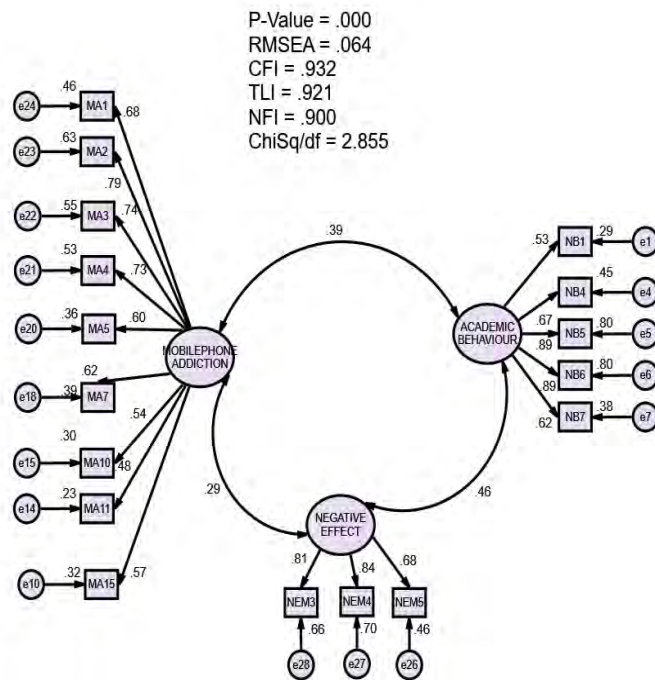 P-Value = .000
RMSEA = .064
CFI = .932
TLI = .921
NFI = .900
ChiSq/df = 2.855
e24 .46 MA1 .68
e23 .63 MA2 .79
e22 .55 MA3 .74
e21 .53 MA4 .73
e20 .36 MA5 .60
e18 .39 MA7 .62
e15 .30 MA10 .54
e14 .23 MA11 .48
e10 .32 MA15 .57
MOBILEPHONE
ADDICTION
.39
.29
.46
ACADEMIC
BEHAVIOUR
.53 NB1 .29 e1
.67 NB4 .45 e4
.89 NB5 .80 e5
.89 NB6 .80 e6
.62 NB7 .38 e7
NEGATIVE
EFFECT
.81 .84 .68
NEM3 NEM4 NEM5
.66 .70 .46
e28 e27 e26